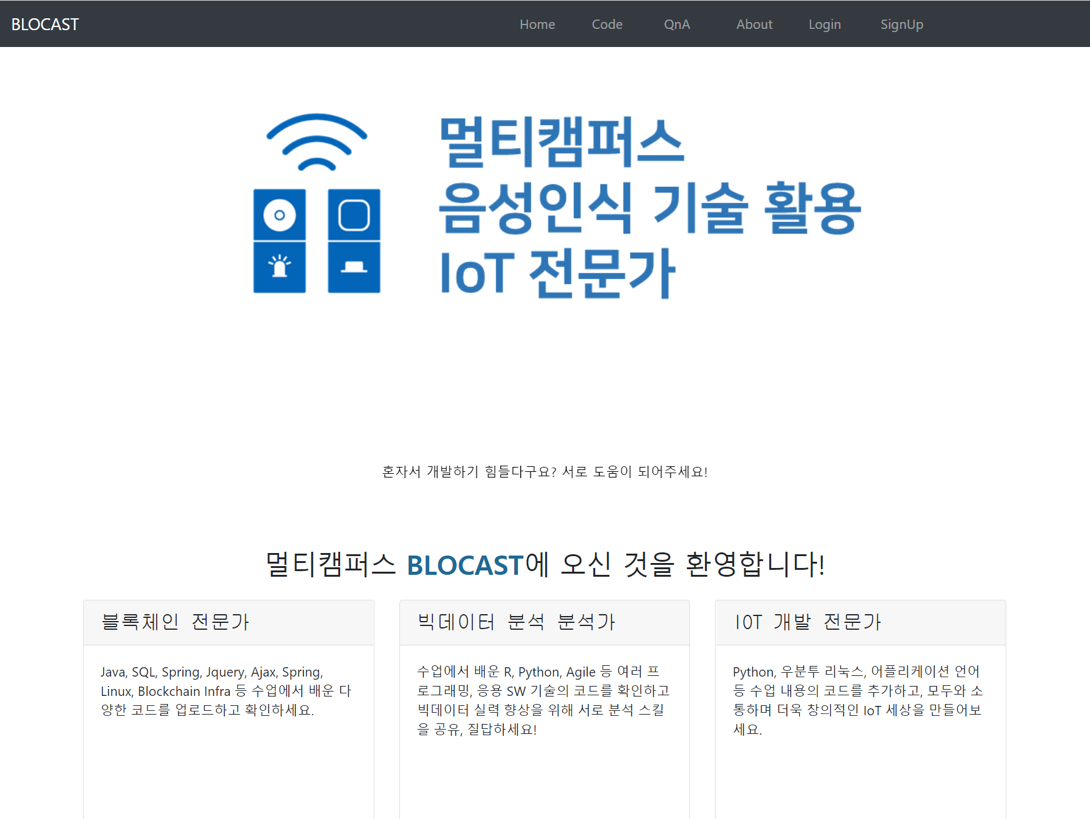 BLOCAST Home Code QnA About Login SignUp
멀티캠퍼스
음성인식 기술 활용
IoT 전문가
혼자서 개발하기 힘들다구요? 서로 도움이 되어주세요!
멀티캠퍼스 BLOCAST에 오신 것을 환영합니다!
블록체인 전문가
Java, SQL, Spring, Jquery, Ajax, Spring,
Linux, Blockchain Infra 등 수업에서 배운 다
양한 코드를 업로드하고 확인하세요.
빅데이터 분석 분석가
수업에서 배운 R, Python, Agile 등 여러 프
로그래밍, 응용 SW 기술의 코드를 확인하고
빅데이터 실력 향상을 위해 서로 분석 스킬
을 공유, 질답하세요!
IOT 개발 전문가
Python, 우분투 리눅스, 어플리케이션 언어
등 수업 내용의 코드를 추가하고, 모두와 소
통하며 더욱 창의적인 IoT 세상을 만들어보
세요.